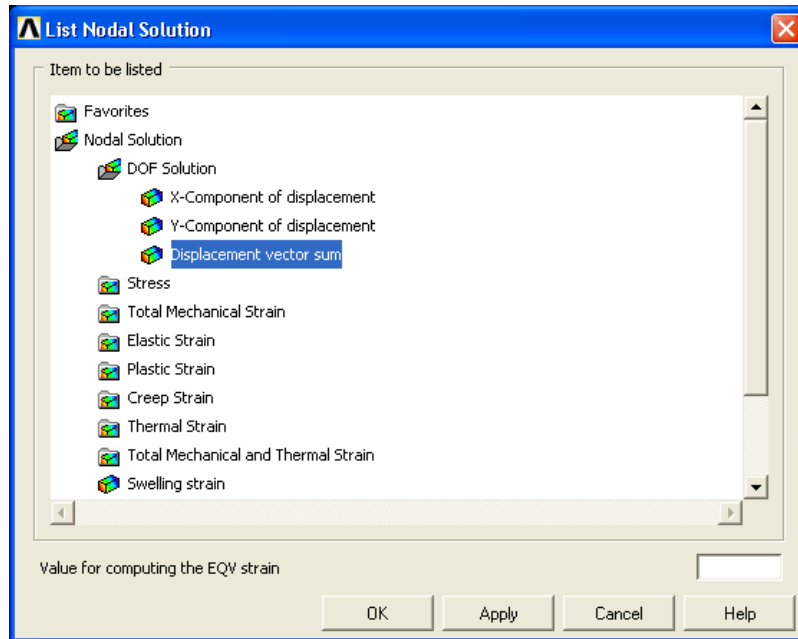 List Nodal Solution
Item to be listed
Favorites
Nodal Solution
DOF Solution
X-Component of displacement
Y-Component of displacement
Displacement vector sum
Stress
Total Mechanical Strain
Elastic Strain
Plastic Strain
Creep Strain
Thermal Strain
Total Mechanical and Thermal Strain
Swelling strain
Value for computing the EQV strain
OK Apply Cancel Help